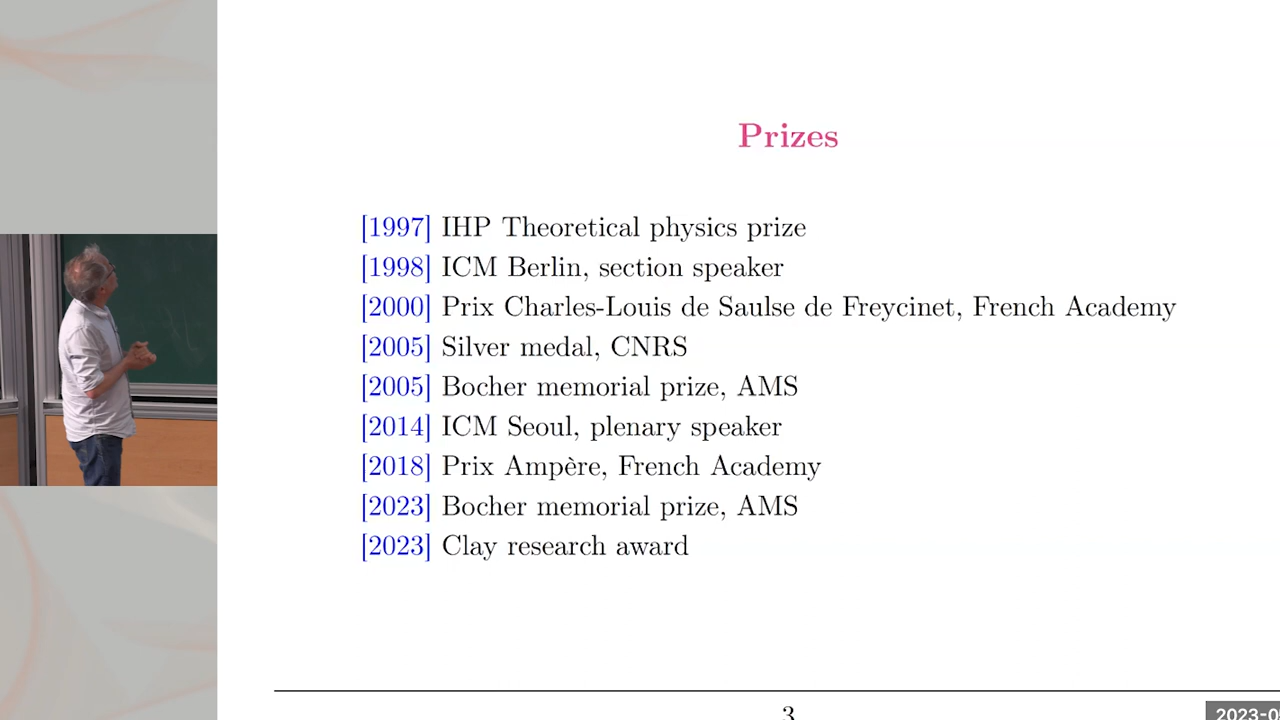 Prizes
[1997] IHP Theoretical physics prize
[1998] ICM Berlin, section speaker
[2000] Prix Charles-Louis de Saulse de Freycinet, French Academy
[2005] Silver medal, CNRS
[2005] Bocher memorial prize, AMS
[2014] ICM Seoul, plenary speaker
[2018] Prix Ampère, French Academy
[2023] Bocher memorial prize, AMS
[2023] Clay research award
3
2023-0